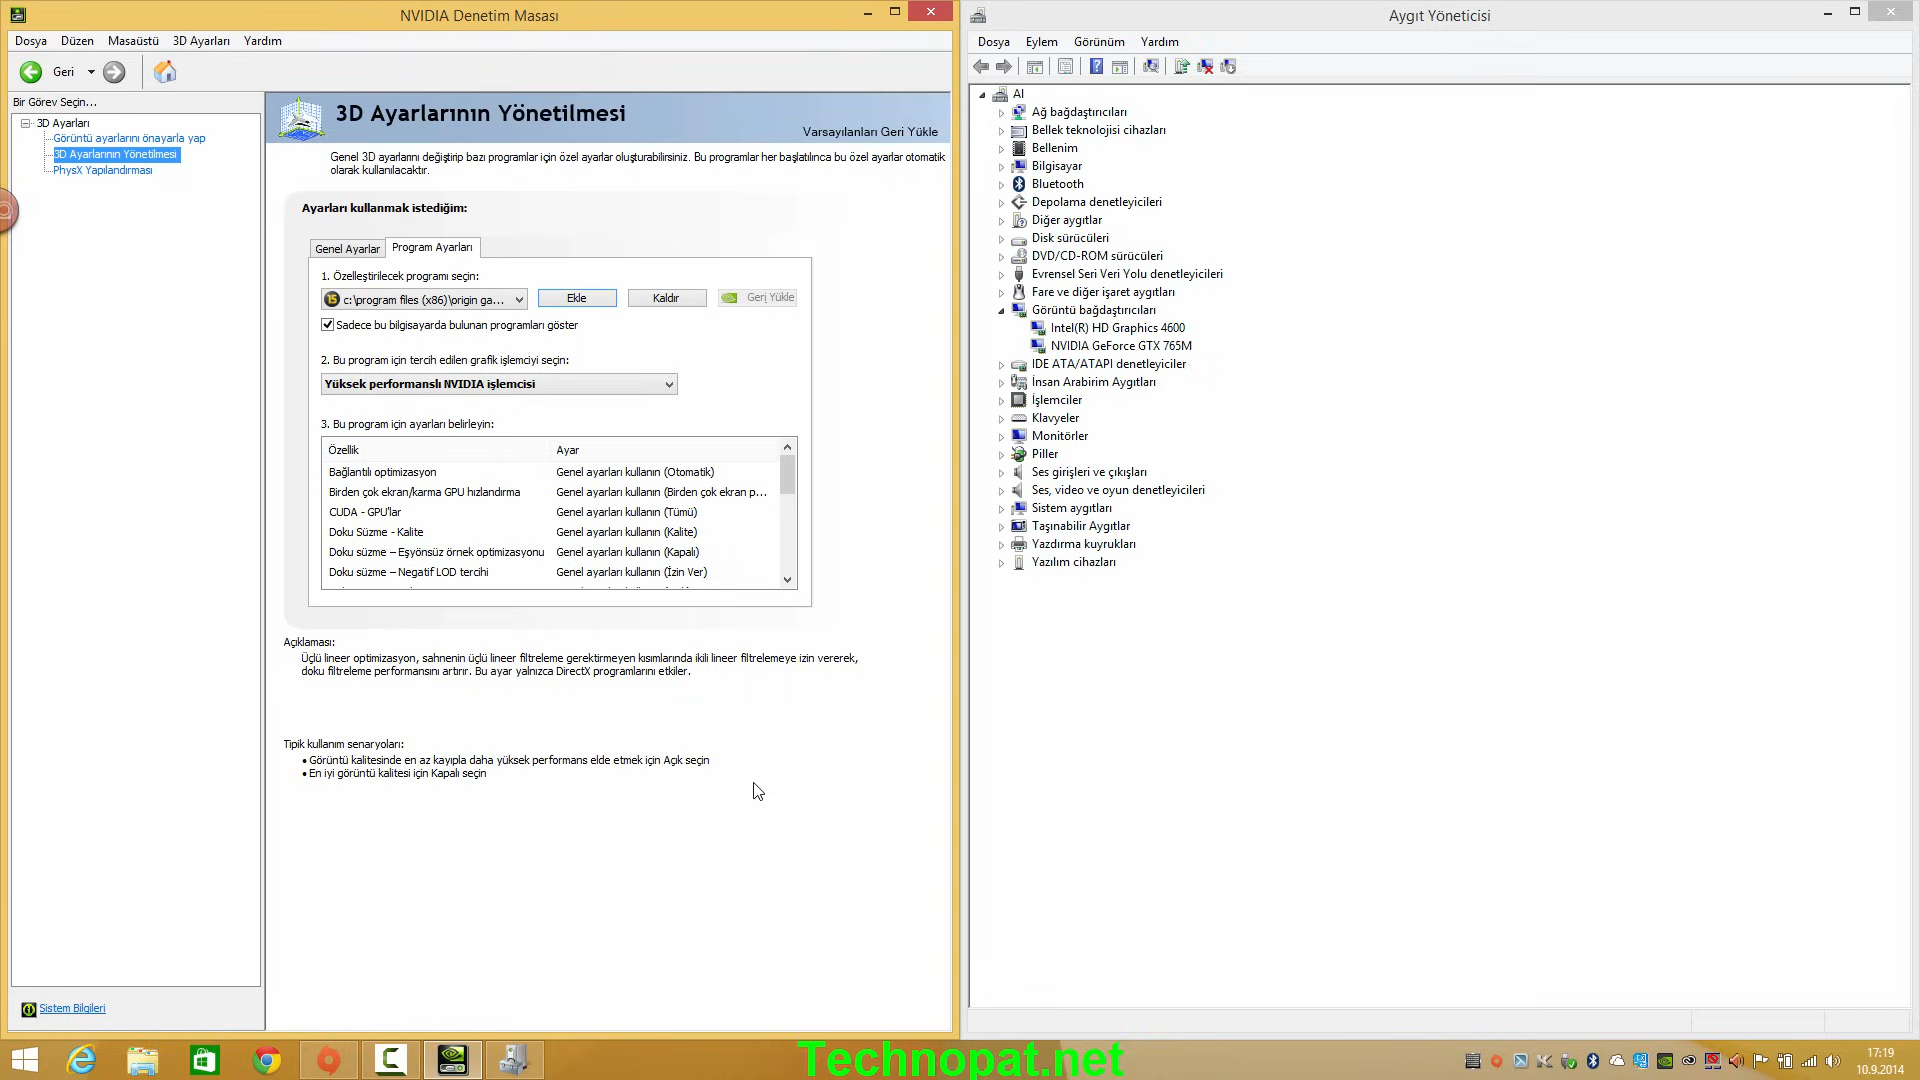 NVIDIA Denetim Masası
Dosya Düzen Masaüstü 3D Ayarları Yardım
Geri
Bir Görev Seçin...
3D Ayarları
Görüntü ayarlarını önayarla yap
3D Ayarlarının Yönetilmesi
PhysX Yapılandırması
Sistem Bilgileri
3D Ayarlarının Yönetilmesi
Varsayılanları Geri Yükle
Genel 3D ayarlarını değiştirip bazı programlar için özel ayarlar oluşturabilirsiniz. Bu programlar her başlatılınca bu özel ayarlar otomatik
olarak kullanılacaktır.
Ayarları kullanmak istediğim:
Genel Ayarlar Program Ayarları
1. Özelleştirilecek programı seçin:
15 c:\program files (x86)\origin ga... Ekle Kaldır Geri Yükle
Sadece bu bilgisayarda bulunan programları göster
2. Bu program için tercih edilen grafik işlemciyi seçin:
Yüksek performanslı NVIDIA işlemcisi
3. Bu program için ayarları belirleyin:
Özellik Ayar
Bağlantılı optimizasyon Genel ayarları kullanın (Otomatik)
Birden çok ekran/karma GPU hızlandırma Genel ayarları kullanın (Birden çok ekran p...
CUDA - GPU'lar Genel ayarları kullanın (Tümü)
Doku Süzme - Kalite Genel ayarları kullanın (Kalite)
Doku süzme – Eşyönsüz örnek optimizasyonu Genel ayarları kullanın (Kapalı)
Doku süzme – Negatif LOD tercihi Genel ayarları kullanın (İzin Ver)
Açıklaması:
Üçlü lineer optimizasyon, sahnenin üçlü lineer filtreleme gerektirmeyen kısımlarında ikili lineer filtrelemeye izin vererek,
doku filtreleme performansını artırır. Bu ayar yalnızca DirectX programlarını etkiler.
Tipik kullanım senaryoları:
• Görüntü kalitesinde en az kayıpla daha yüksek performans elde etmek için Açık seçin
• En iyi görüntü kalitesi için Kapalı seçin
Aygıt Yöneticisi
Dosya Eylem Görünüm Yardım
AI
Ağ bağdaştırıcıları
Bellek teknolojisi cihazları
Bellenim
Bilgisayar
Bluetooth
Depolama denetleyicileri
Diğer aygıtlar
Disk sürücüleri
DVD/CD-ROM sürücüleri
Evrensel Seri Veri Yolu denetleyicileri
Fare ve diğer işaret aygıtları
Görüntü bağdaştırıcıları
Intel(R) HD Graphics 4600
NVIDIA GeForce GTX 765M
IDE ATA/ATAPI denetleyiciler
İnsan Arabirim Aygıtları
İşlemciler
Klavyeler
Monitörler
Piller
Ses girişleri ve çıkışları
Ses, video ve oyun denetleyicileri
Sistem aygıtları
Taşınabilir Aygıtlar
Yazdırma kuyrukları
Yazılım cihazları
Technopat.net
17:19
10.9.2014